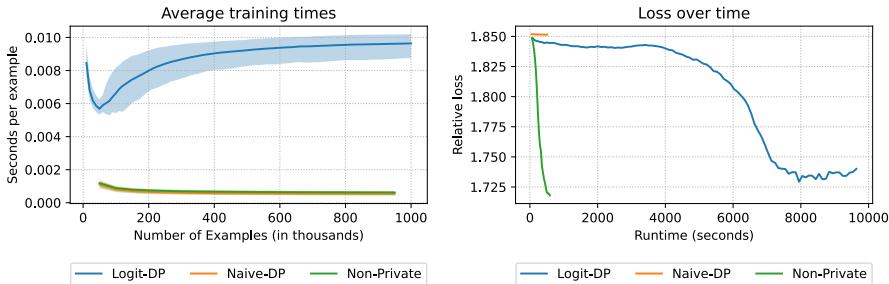 Average training times
Seconds per example
0.010
0.008
0.006
0.004
0.002
0.000
0
200
400
600
800
1000
Number of Examples (in thousands)
Logit-DP
Naive-DP
Non-Private
Loss over time
Relative loss
1.850
1.825
1.800
1.775
1.750
1.725
0
2000
4000
6000
8000
10000
Runtime (seconds)
Logit-DP
Naive-DP
Non-Private